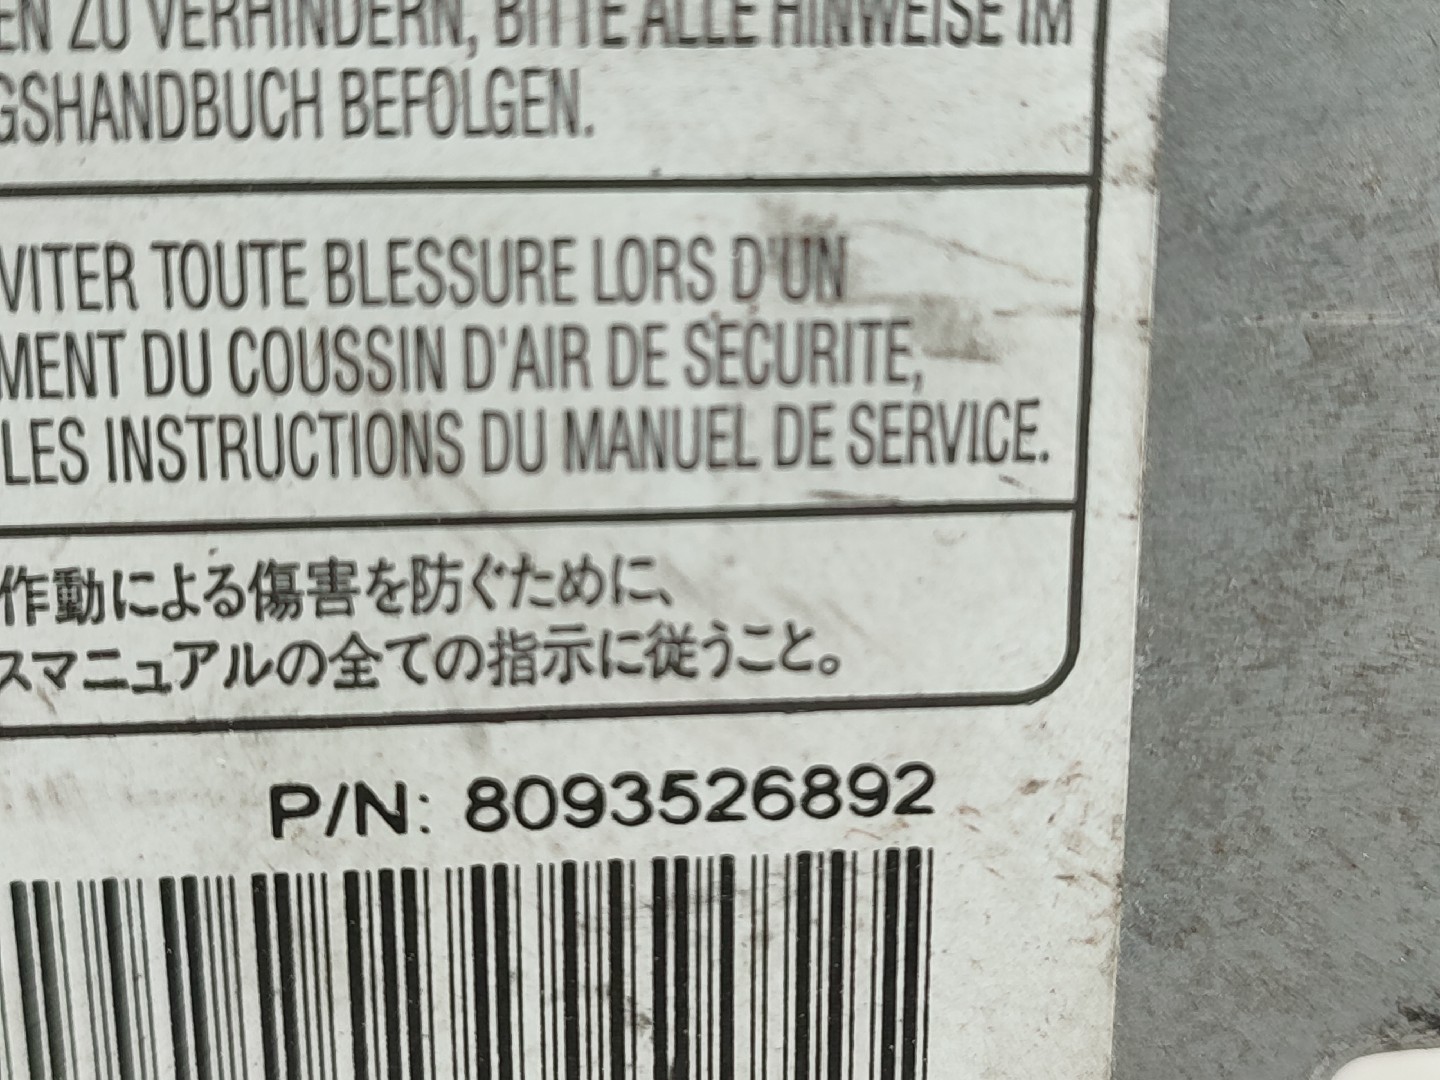 EN ZU VERHINDERN, BITTE ALLE HINWEISE IM
GSHANDBUCH BEFOLGEN.
VITER TOUTE BLESSURE LORS D'UN
MENT DU COUSSIN D'AIR DE SECURITE,
LES INSTRUCTIONS DU MANUEL DE SERVICE.
作動による傷害を防ぐために、
スマニュアルの全ての指示に従うこと。
P/N: 8093526892